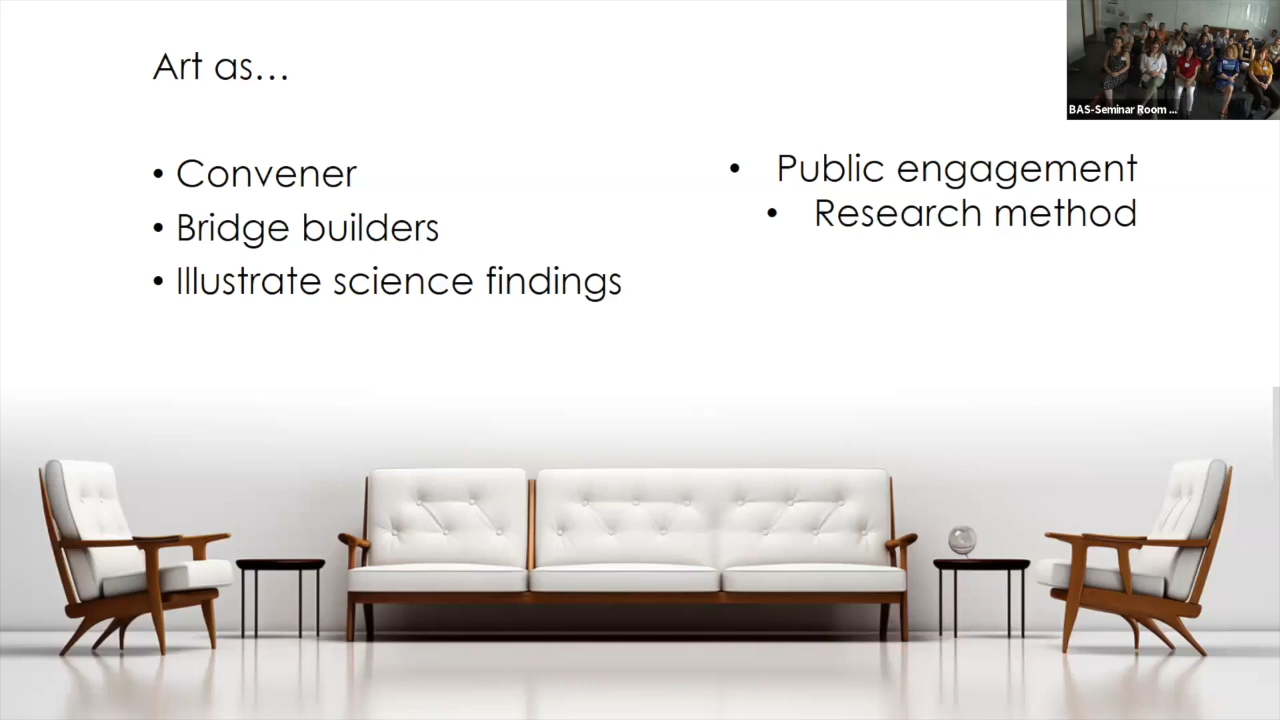 Art as...
• Convener
• Bridge builders
• Illustrate science findings
• Public engagement
• Research method
BAS-Seminar Room ...